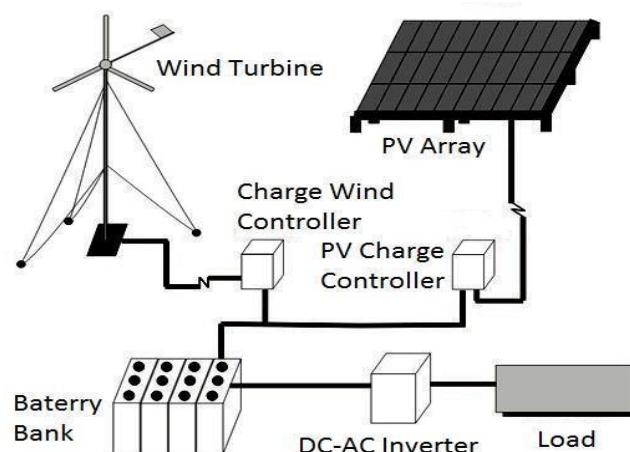 Wind Turbine
PV Array
Charge Wind
Controller
PV Charge
Controller
Baterry
Bank
DC-AC Inverter
Load